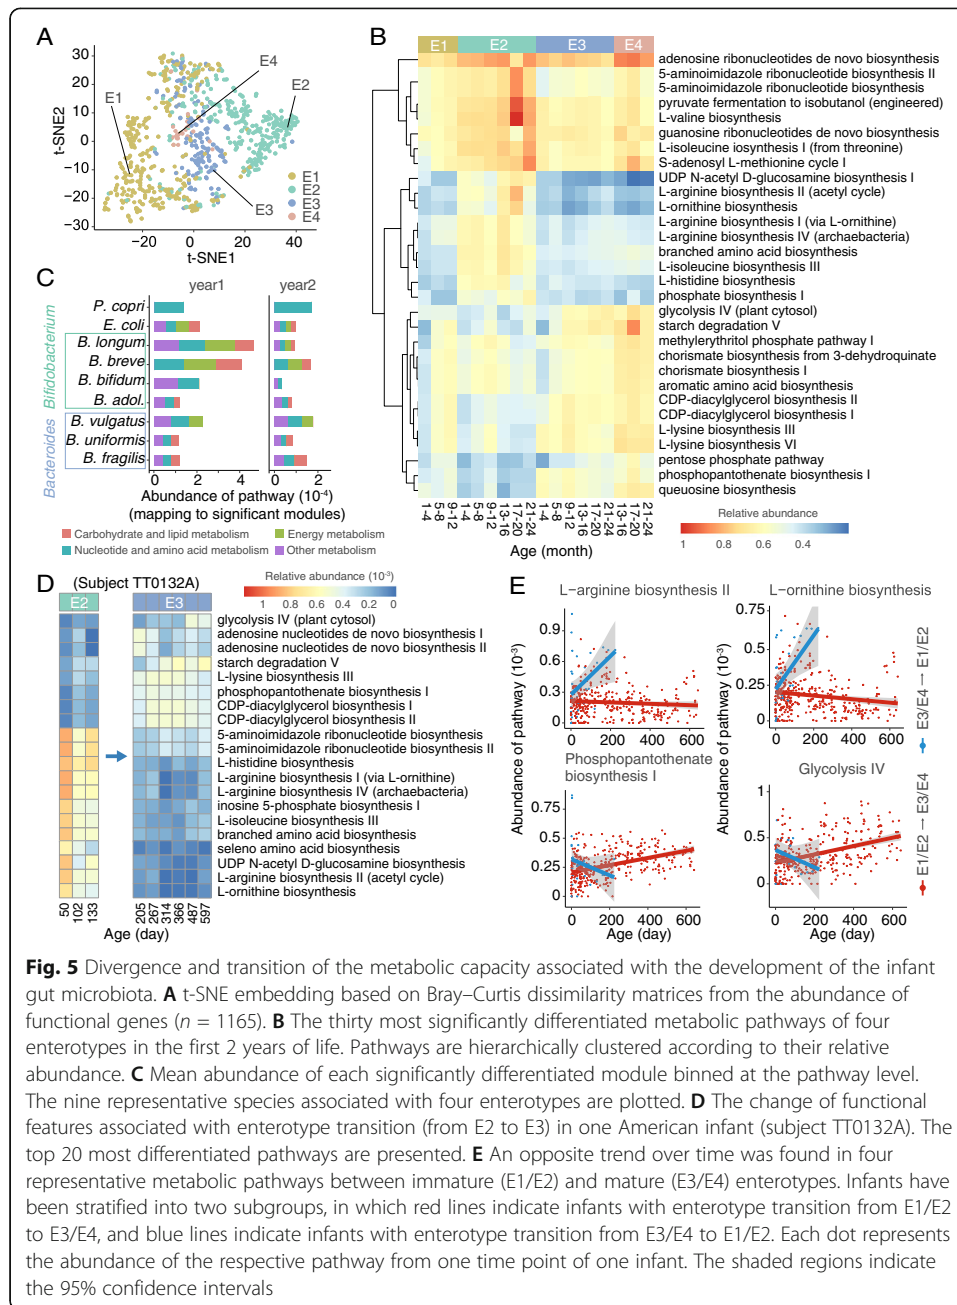 A
t-SNE2
30
20
10
0
−10
−20
−30
−20
0
20
40
t-SNE1
E1
E4
E2
E3
E1
E2
E3
E4
B
E1
E2
E3
E4
adenosine ribonucleotides de novo biosynthesis
5-aminoimidazole ribonucleotide biosynthesis II
5-aminoimidazole ribonucleotide biosynthesis
pyruvate fermentation to isobutanol (engineered)
L-valine biosynthesis
guanosine ribonucleotides de novo biosynthesis
L-isoleucine iosynthesis I (from threonine)
S-adenosyl L-methionine cycle I
UDP N-acetyl D-glucosamine biosynthesis I
L-arginine biosynthesis II (acetyl cycle)
L-ornithine biosynthesis
L-arginine biosynthesis I (via L-ornithine)
L-arginine biosynthesis IV (archaebacteria)
branched amino acid biosynthesis
L-isoleucine biosynthesis III
L-histidine biosynthesis
phosphate biosynthesis I
glycolysis IV (plant cytosol)
starch degradation V
methylerythritol phosphate pathway I
chorismate biosynthesis from 3-dehydroquinate
chorismate biosynthesis I
aromatic amino acid biosynthesis
CDP-diacylglycerol biosynthesis II
CDP-diacylglycerol biosynthesis I
L-lysine biosynthesis III
L-lysine biosynthesis VI
pentose phosphate pathway
phosphopantothenate biosynthesis I
queuosine biosynthesis
1-4
5-8
9-12
1-4
5-8
9-12
13-16
17-20
21-24
1-4
5-8
9-12
13-16
17-20
21-24
13-16
17-20
21-24
Age (month)
Relative abundance
1 0.8 0.6 0.4
C
year1
year2
Bifidobacterium
Bacteroides
P. copri
E. coli
B. longum
B. breve
B. bifidum
B. adol.
B. vulgatus
B. uniformis
B. fragilis
0 2 4
0 2
Abundance of pathway (10-4)
(mapping to significant modules)
Carbohydrate and lipid metabolism
Energy metabolism
Nucleotide and amino acid metabolism
Other metabolism
D
(Subject TT0132A)
Relative abundance (10-3)
1 0.8 0.6 0.4 0.2 0
E2
E3
glycolysis IV (plant cytosol)
adenosine nucleotides de novo biosynthesis I
adenosine nucleotides de novo biosynthesis II
starch degradation V
L-lysine biosynthesis III
phosphopantothenate biosynthesis I
CDP-diacylglycerol biosynthesis I
CDP-diacylglycerol biosynthesis II
5-aminoimidazole ribonucleotide biosynthesis
5-aminoimidazole ribonucleotide biosynthesis II
L-histidine biosynthesis
L-arginine biosynthesis I (via L-ornithine)
L-arginine biosynthesis IV (archaebacteria)
inosine 5-phosphate biosynthesis I
L-isoleucine biosynthesis III
branched amino acid biosynthesis
seleno amino acid biosynthesis
UDP N-acetyl D-glucosamine biosynthesis
L-arginine biosynthesis II (acetyl cycle)
L-ornithine biosynthesis
50
102
133
205
267
314
366
487
597
Age (day)
E
L−arginine biosynthesis II
0.9
0.6
0.3
0
0 200 400 600
L−ornithine biosynthesis
0.75
0.50
0.25
0
0 200 400 600
Phosphopantothenate
biosynthesis I
0.75
0.50
0.25
0
0 200 400 600
Age (day)
Glycolysis IV
1
0.5
0
0 200 400 600
Age (day)
Abundance of pathway (10-3)
Abundance of pathway (10-3)
E3/E4 → E1/E2
E1/E2 → E3/E4
Fig. 5 Divergence and transition of the metabolic capacity associated with the development of the infant
gut microbiota. A t-SNE embedding based on Bray–Curtis dissimilarity matrices from the abundance of
functional genes (n = 1165). B The thirty most significantly differentiated metabolic pathways of four
enterotypes in the first 2 years of life. Pathways are hierarchically clustered according to their relative
abundance. C Mean abundance of each significantly differentiated module binned at the pathway level.
The nine representative species associated with four enterotypes are plotted. D The change of functional
features associated with enterotype transition (from E2 to E3) in one American infant (subject TT0132A). The
top 20 most differentiated pathways are presented. E An opposite trend over time was found in four
representative metabolic pathways between immature (E1/E2) and mature (E3/E4) enterotypes. Infants have
been stratified into two subgroups, in which red lines indicate infants with enterotype transition from E1/E2
to E3/E4, and blue lines indicate infants with enterotype transition from E3/E4 to E1/E2. Each dot represents
the abundance of the respective pathway from one time point of one infant. The shaded regions indicate
the 95% confidence intervals